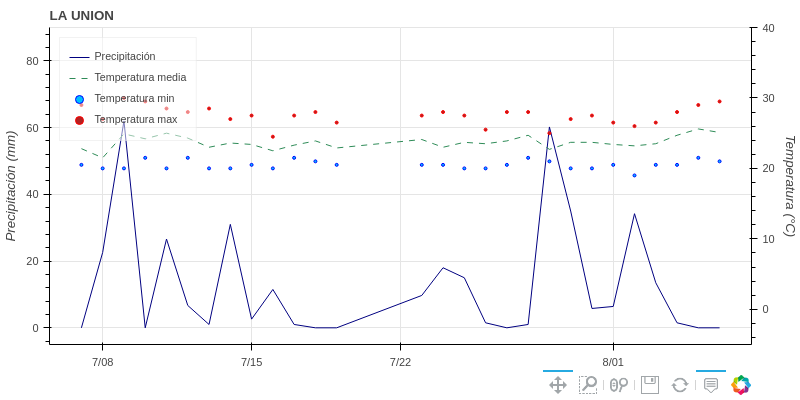 LA UNION
Precipitación
Temperatura media
Temperatura min
Temperatura max
Precipitación (mm)
80
60
40
20
0
40
30
20
10
0
Temperatura (°C)
7/08
7/15
7/22
8/01